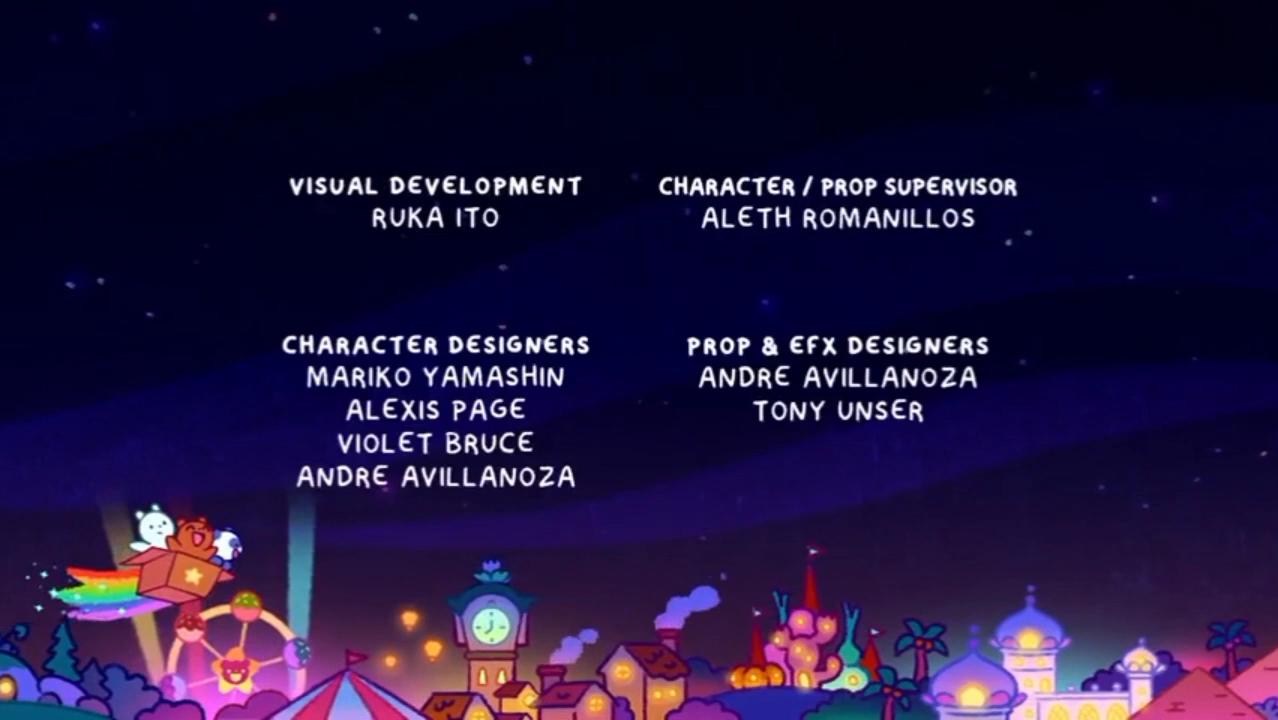 VISUAL DEVELOPMENT
RUKA ITO
CHARACTER / PROP SUPERVISOR
ALETH ROMANILLOS
CHARACTER DESIGNERS
MARIKO YAMASHIN
ALEXIS PAGE
VIOLET BRUCE
ANDRE AVILLANOZA
PROP & EFX DESIGNERS
ANDRE AVILLANOZA
TONY UNSER